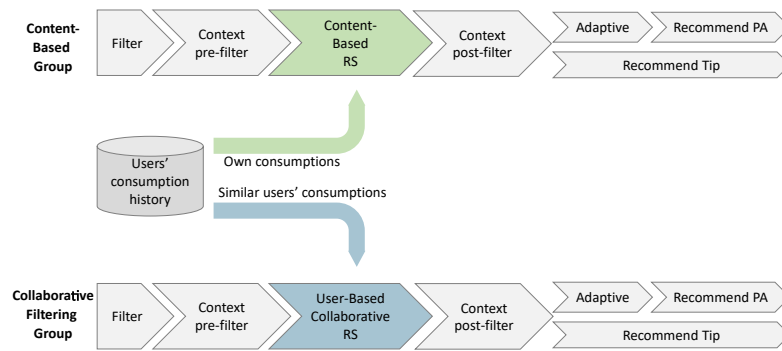 Content-
Based
Group
Filter
Context
pre-filter
Content-
Based
RS
Context
post-filter
Adaptive
Recommend PA
Recommend Tip
Users'
consumption
history
Own consumptions
Similar users' consumptions
Collaborative
Filtering
Group
Filter
Context
pre-filter
User-Based
Collaborative
RS
Context
post-filter
Adaptive
Recommend PA
Recommend Tip